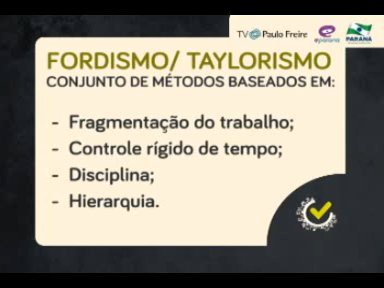 TV Paulo Freire
PARANÁ
FORDISMO/ TAYLORISMO
CONJUNTO DE MÉTODOS BASEADOS EM:
- Fragmentação do trabalho;
- Controle rígido de tempo;
- Disciplina;
- Hierarquia.